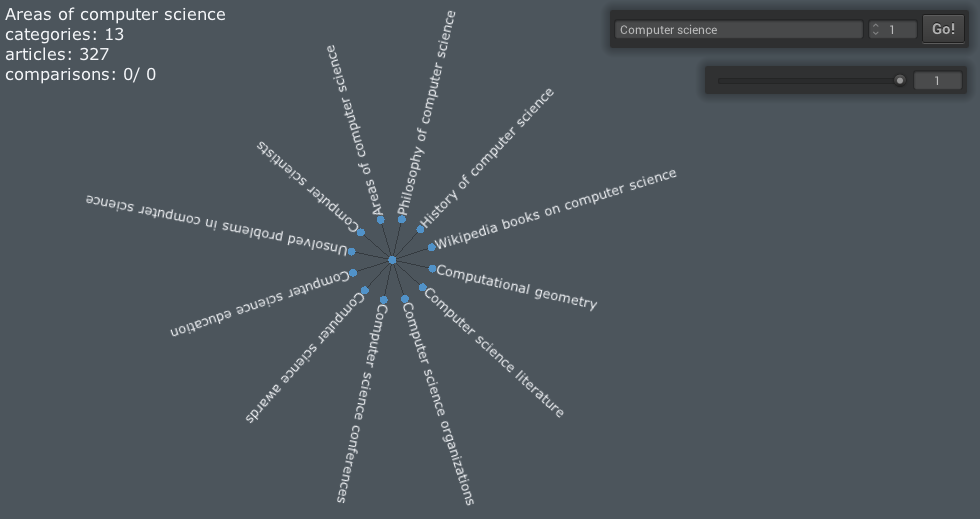 Areas of computer science
categories: 13
articles: 327
comparisons: 0/ 0
Computer science
1
Go!
1
Philosophy of computer science
History of computer science
Wikipedia books on computer science
Computational geometry
Computer science literature
Computer science organizations
Computer science conferences
Computer science awards
Computer science education
Unsolved problems in computer science
Computer scientists
Areas of computer science